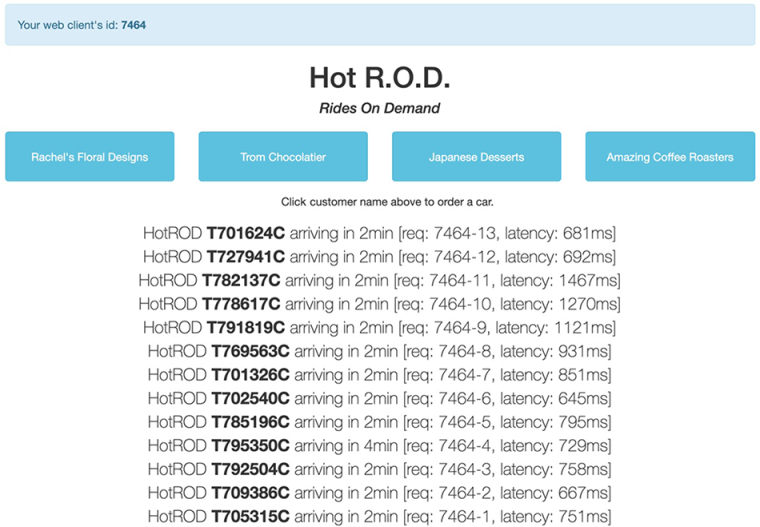 Your web client's id: 7464
Hot R.O.D.
Rides On Demand
Rachel's Floral Designs
Trom Chocolatier
Japanese Desserts
Amazing Coffee Roasters
Click customer name above to order a car.
HotROD T701624C arriving in 2min [req: 7464-13, latency: 681ms]
HotROD T727941C arriving in 2min [req: 7464-12, latency: 692ms]
HotROD T782137C arriving in 2min [req: 7464-11, latency: 1467ms]
HotROD T778617C arriving in 2min [req: 7464-10, latency: 1270ms]
HotROD T791819C arriving in 2min [req: 7464-9, latency: 1121ms]
HotROD T769563C arriving in 2min [req: 7464-8, latency: 931ms]
HotROD T701326C arriving in 2min [req: 7464-7, latency: 851ms]
HotROD T702540C arriving in 2min [req: 7464-6, latency: 645ms]
HotROD T785196C arriving in 2min [req: 7464-5, latency: 795ms]
HotROD T795350C arriving in 4min [req: 7464-4, latency: 729ms]
HotROD T792504C arriving in 2min [req: 7464-3, latency: 758ms]
HotROD T709386C arriving in 2min [req: 7464-2, latency: 667ms]
HotROD T705315C arriving in 2min [req: 7464-1, latency: 751ms]